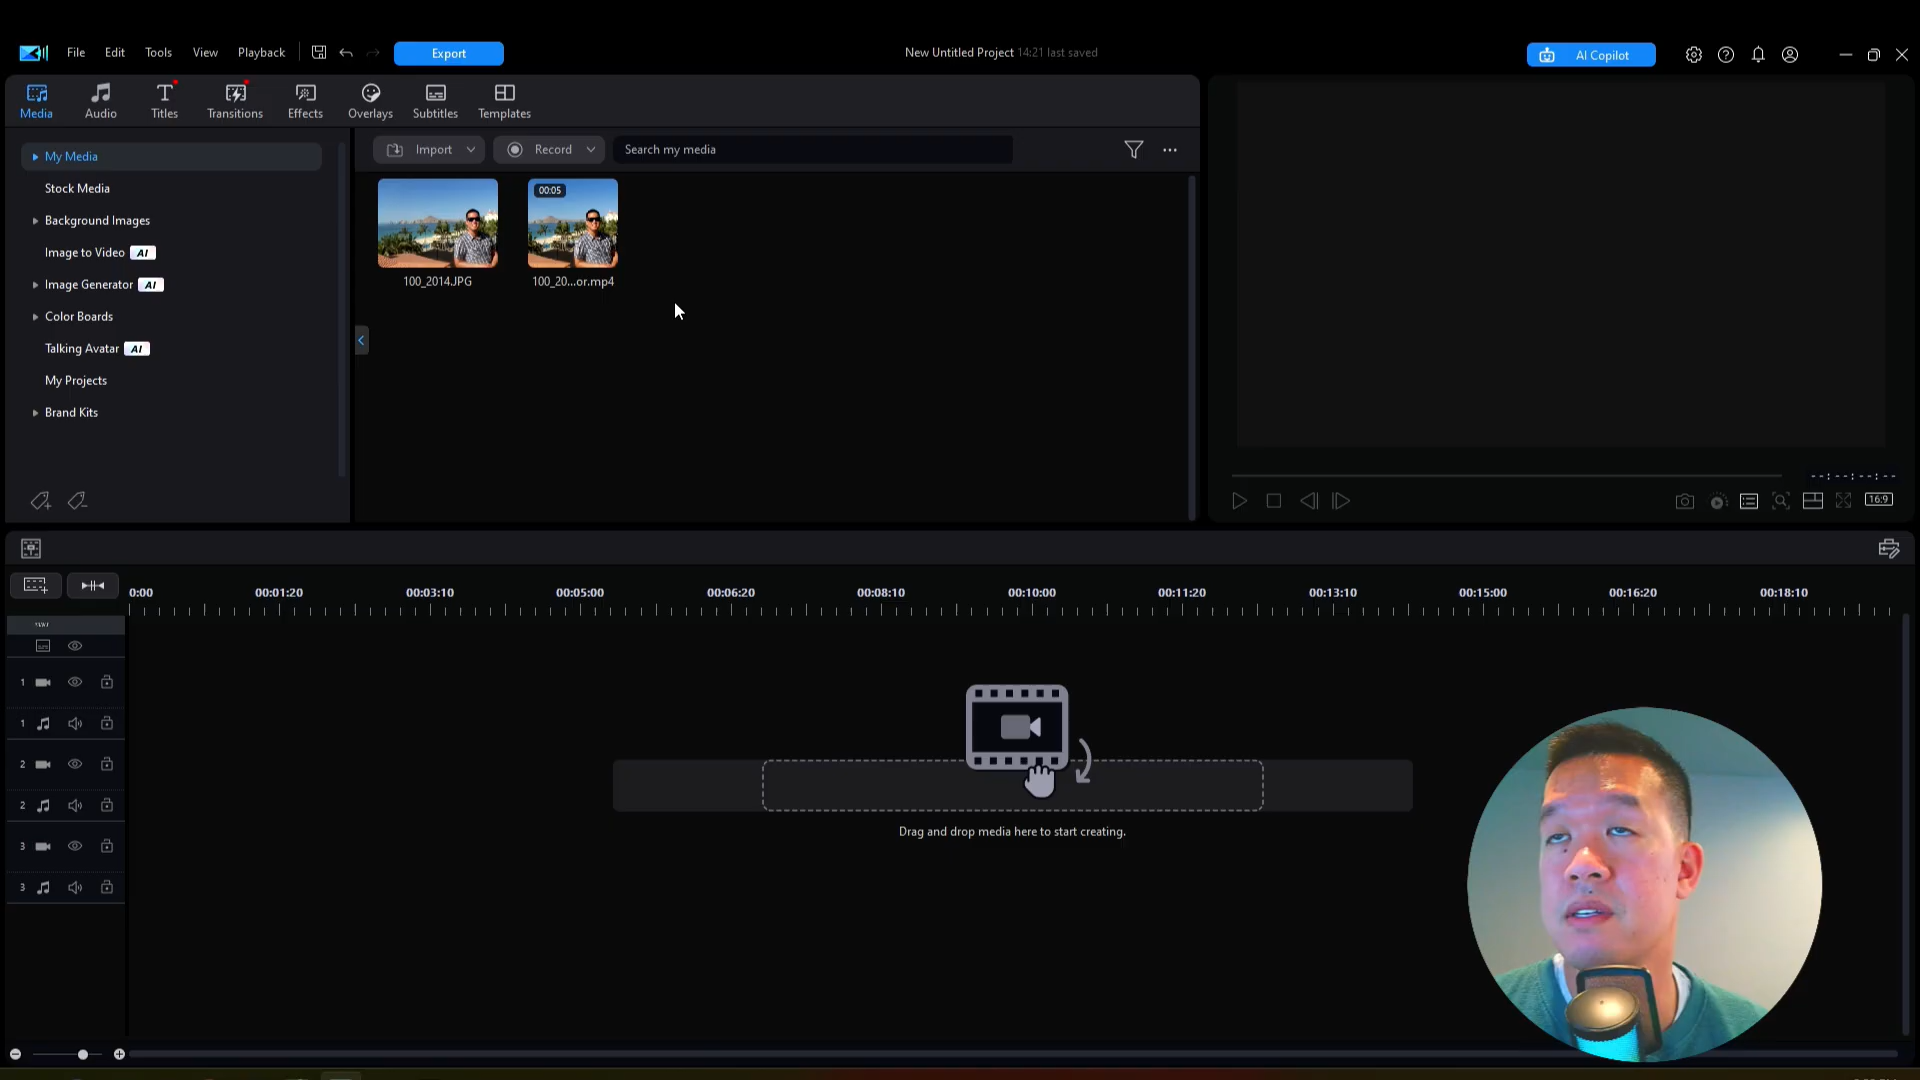 File Edit Tools View Playback Export New Untitled Project 14:21 last saved AI Copilot
Media Audio Titles Transitions Effects Overlays Subtitles Templates
Import Record Search my media
My Media
Stock Media
Background Images
Image to Video AI
Image Generator AI
Color Boards
Talking Avatar AI
My Projects
Brand Kits
00:05
100_2014.JPG 100_20...or.mp4
--:--:--:--
16:9
0:00 00:01:20 00:03:10 00:05:00 00:06:20 00:08:10 00:10:00 00:11:20 00:13:10 00:15:00 00:16:20 00:18:10
1
1
2
2
3
3
Drag and drop media here to start creating.